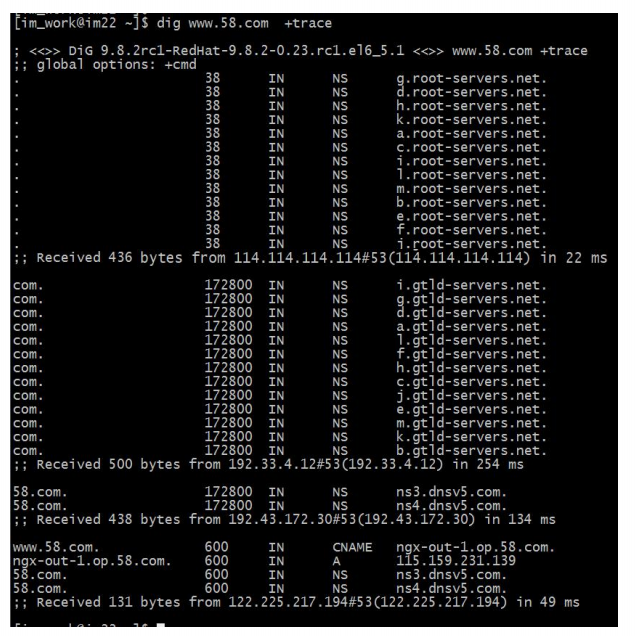 [im_work@im22 ~]$ dig www.58.com +trace
; <<>> DiG 9.8.2rc1-RedHat-9.8.2-0.23.rc1.el6_5.1 <<>> www.58.com +trace
;; global options: +cmd
. 38 IN NS g.root-servers.net.
. 38 IN NS d.root-servers.net.
. 38 IN NS h.root-servers.net.
. 38 IN NS k.root-servers.net.
. 38 IN NS a.root-servers.net.
. 38 IN NS c.root-servers.net.
. 38 IN NS i.root-servers.net.
. 38 IN NS l.root-servers.net.
. 38 IN NS m.root-servers.net.
. 38 IN NS b.root-servers.net.
. 38 IN NS e.root-servers.net.
. 38 IN NS f.root-servers.net.
. 38 IN NS j.root-servers.net.
;; Received 436 bytes from 114.114.114.114#53(114.114.114.114) in 22 ms
com. 172800 IN NS i.gtld-servers.net.
com. 172800 IN NS g.gtld-servers.net.
com. 172800 IN NS d.gtld-servers.net.
com. 172800 IN NS a.gtld-servers.net.
com. 172800 IN NS l.gtld-servers.net.
com. 172800 IN NS f.gtld-servers.net.
com. 172800 IN NS h.gtld-servers.net.
com. 172800 IN NS c.gtld-servers.net.
com. 172800 IN NS j.gtld-servers.net.
com. 172800 IN NS e.gtld-servers.net.
com. 172800 IN NS m.gtld-servers.net.
com. 172800 IN NS k.gtld-servers.net.
com. 172800 IN NS b.gtld-servers.net.
;; Received 500 bytes from 192.33.4.12#53(192.33.4.12) in 254 ms
58.com. 172800 IN NS ns3.dnsv5.com.
58.com. 172800 IN NS ns4.dnsv5.com.
;; Received 438 bytes from 192.43.172.30#53(192.43.172.30) in 134 ms
www.58.com. 600 IN CNAME ngx-out-1.op.58.com.
ngx-out-1.op.58.com. 600 IN A 115.159.231.139
58.com. 600 IN NS ns3.dnsv5.com.
58.com. 600 IN NS ns4.dnsv5.com.
;; Received 131 bytes from 122.225.217.194#53(122.225.217.194) in 49 ms